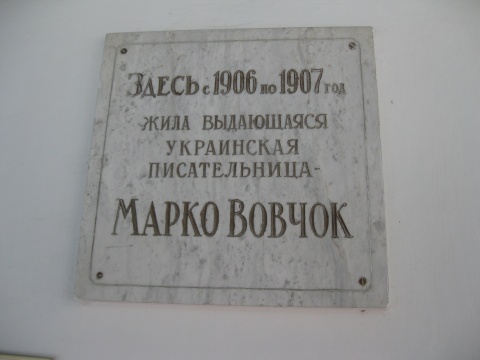 ЗДЕСЬ с 1906 по 1907 год
ЖИЛА ВЫДАЮЩАЯСЯ
УКРАИНСКАЯ
ПИСАТЕЛЬНИЦА-
МАРКО ВОВЧОК